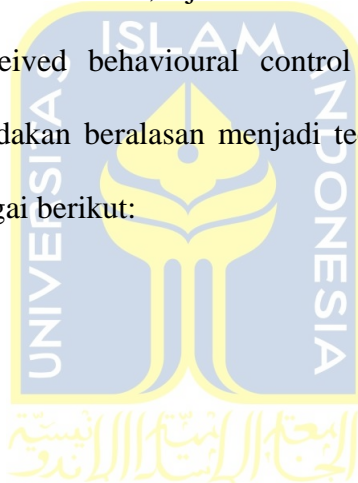 eived behavioural control
dakan beralasan menjadi te
gai berikut:
UNIVERSITAS
ISLAM
INDONESIA